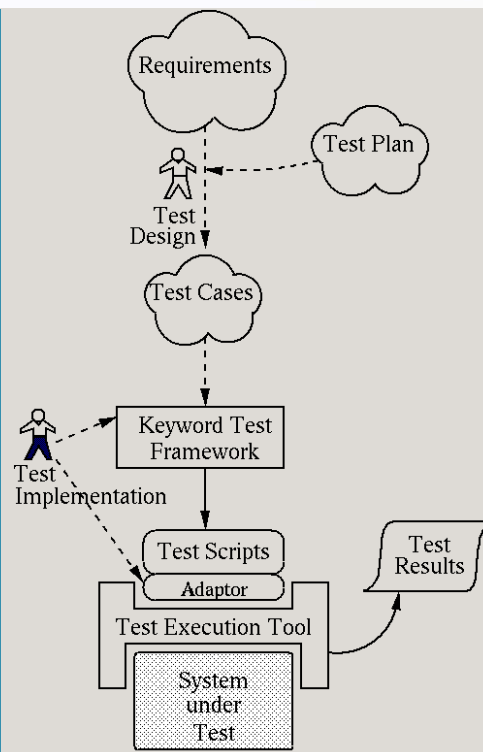 Requirements
Test Plan
Test
Design
Test Cases
Keyword Test
Framework
Test
Implementation
Test Scripts
Adaptor
Test
Results
Test Execution Tool
System
under
Test